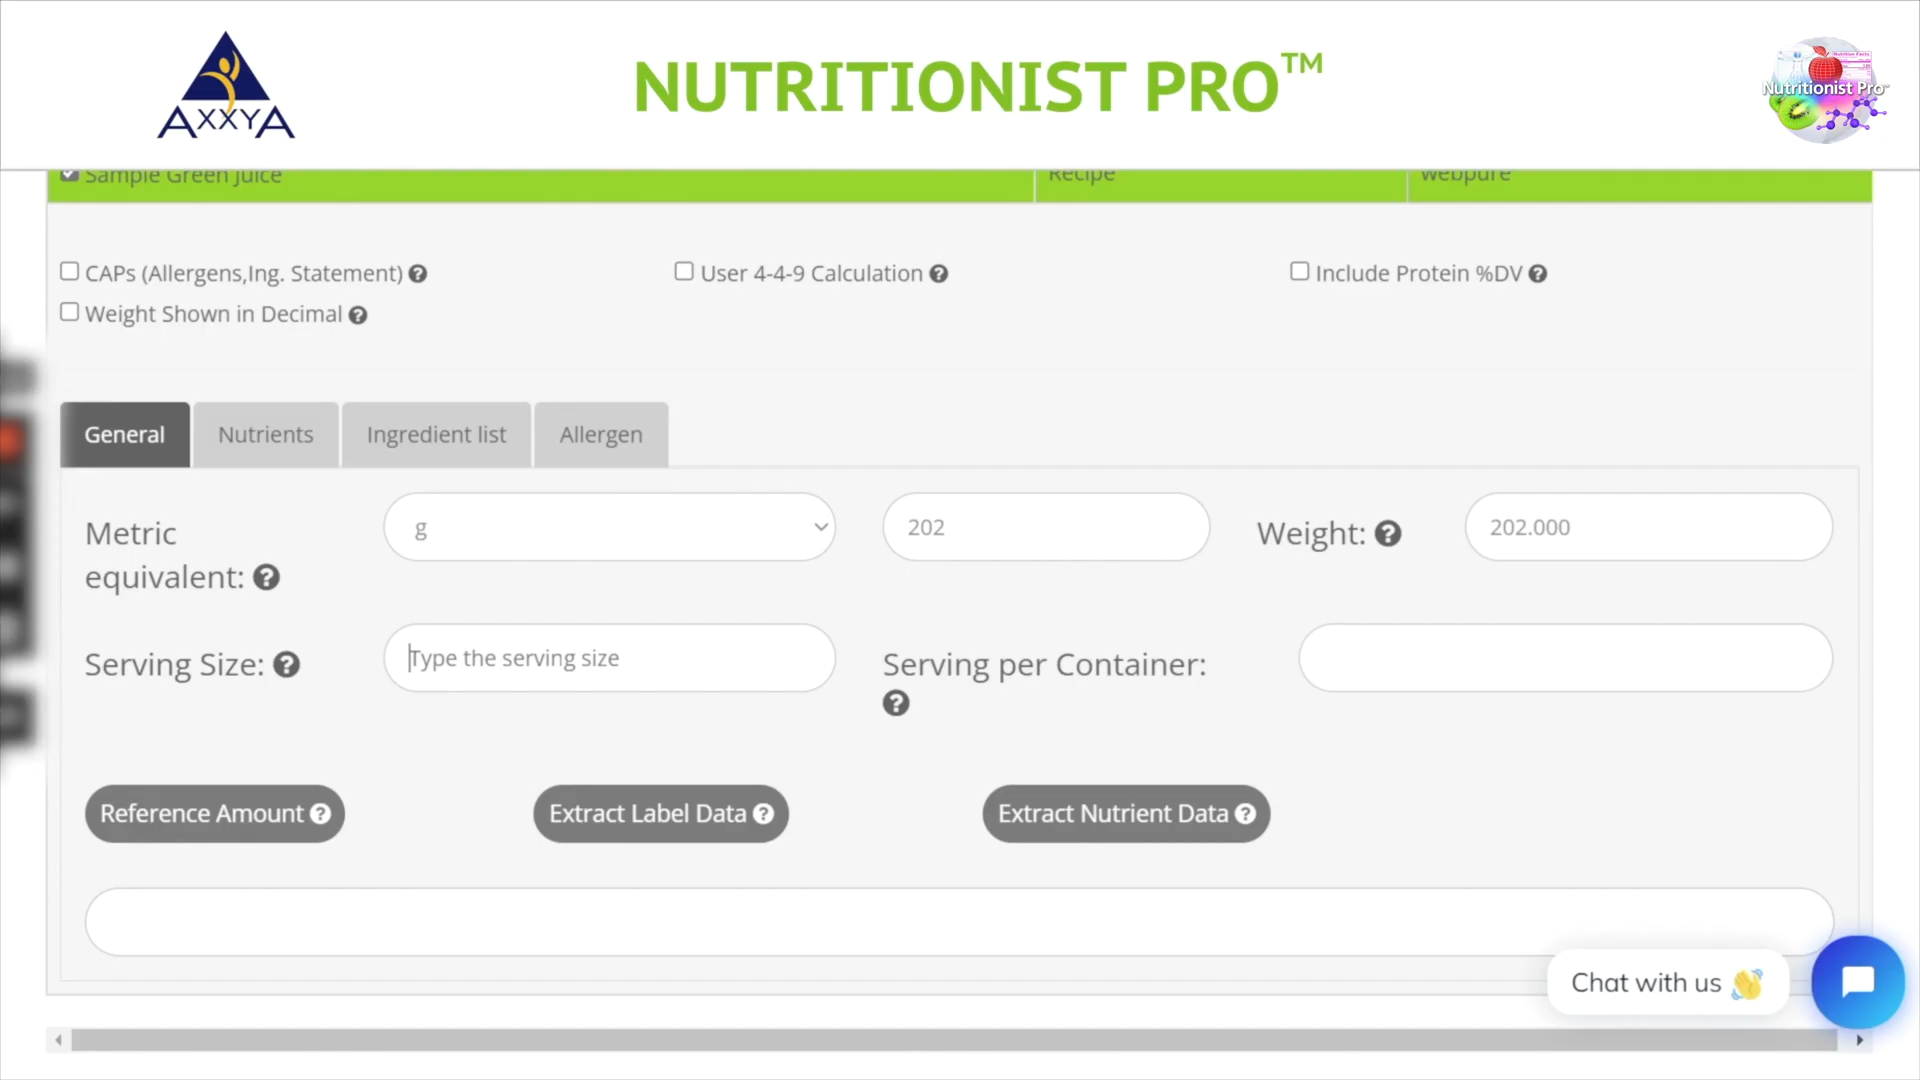 AXXYA
NUTRITIONIST PRO™
Nutritionist Pro™
Sample Green Juice
Recipe
webpure
CAPs (Allergens,Ing. Statement)
User 4-4-9 Calculation
Include Protein %DV
Weight Shown in Decimal
General
Nutrients
Ingredient list
Allergen
Metric
equivalent:
g
202
Weight:
202.000
Serving Size:
Type the serving size
Serving per Container:
Reference Amount
Extract Label Data
Extract Nutrient Data
Chat with us 👋